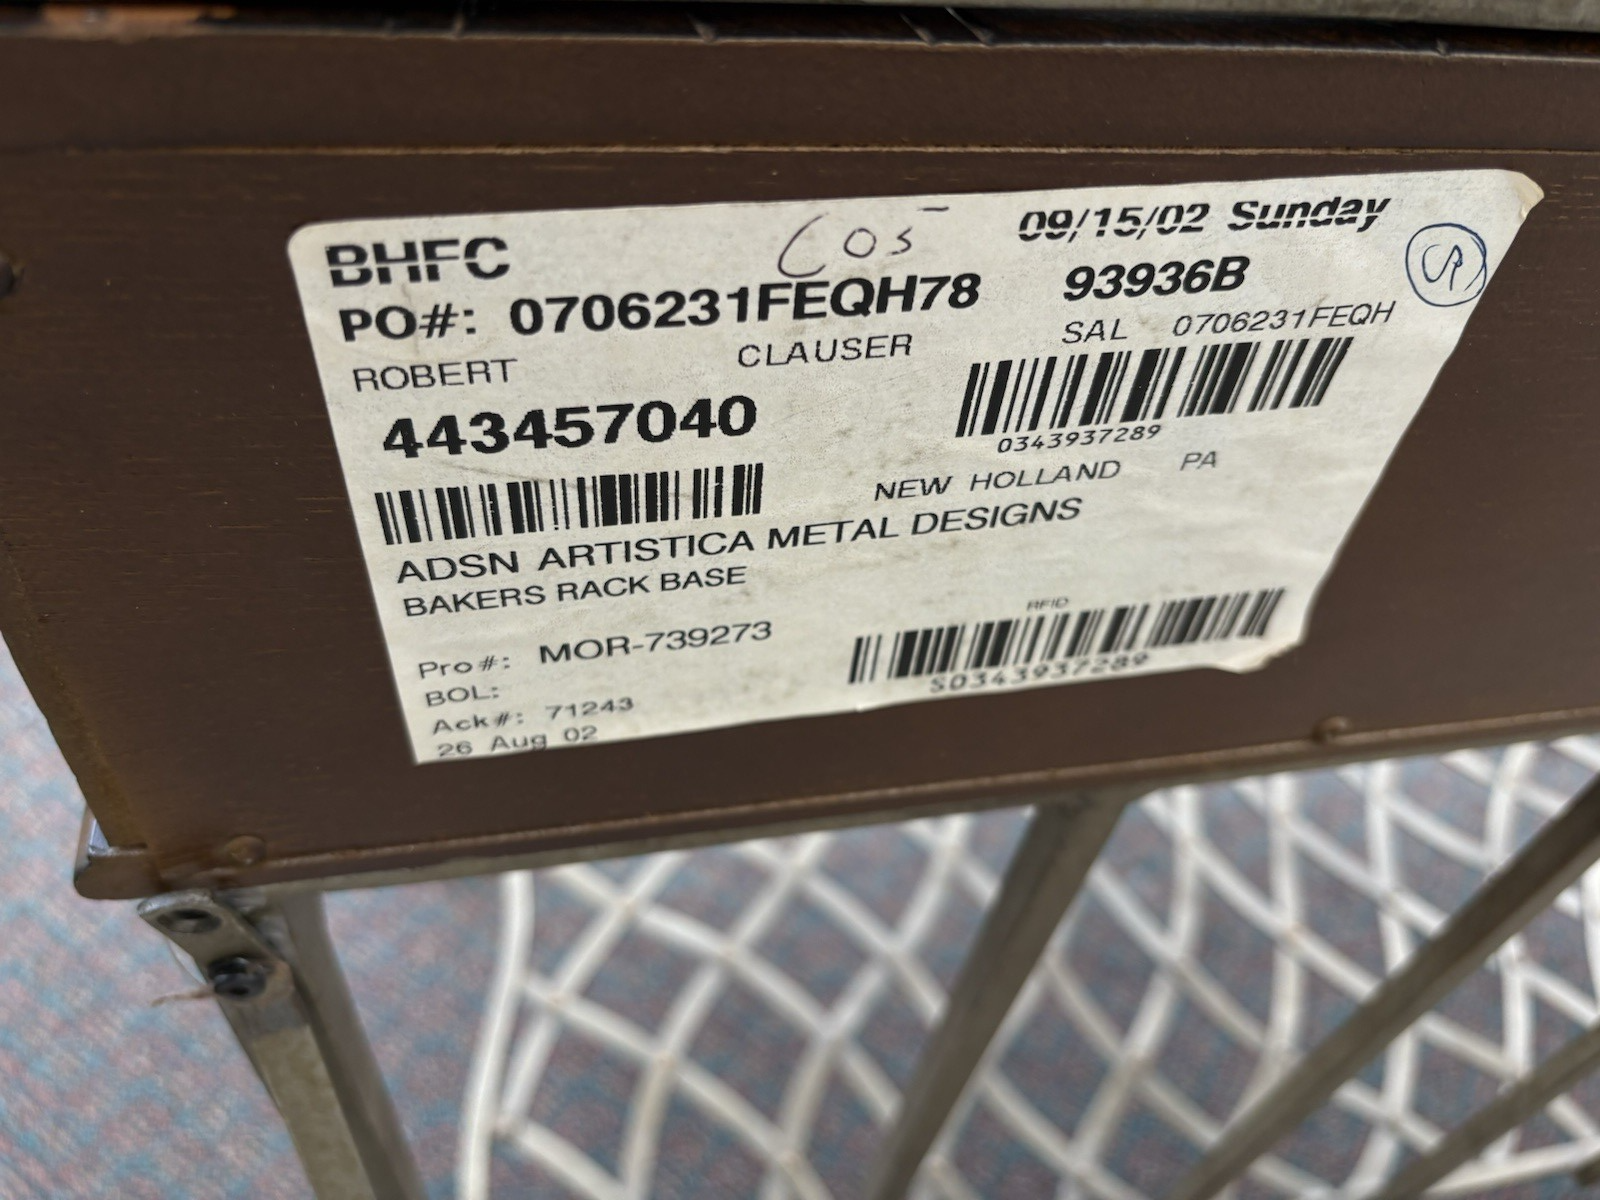 BHFC
Cos
09/15/02 Sunday
PO#: 0706231FEQH78
93936B
ROBERT CLAUSER
SAL 0706231FEQH
443457040
0343937289
NEW HOLLAND PA
ADSN ARTISTICA METAL DESIGNS
BAKERS RACK BASE
RFID
Pro#: MOR-739273
S0343937289
BOL:
Ack#: 71243
26 Aug 02